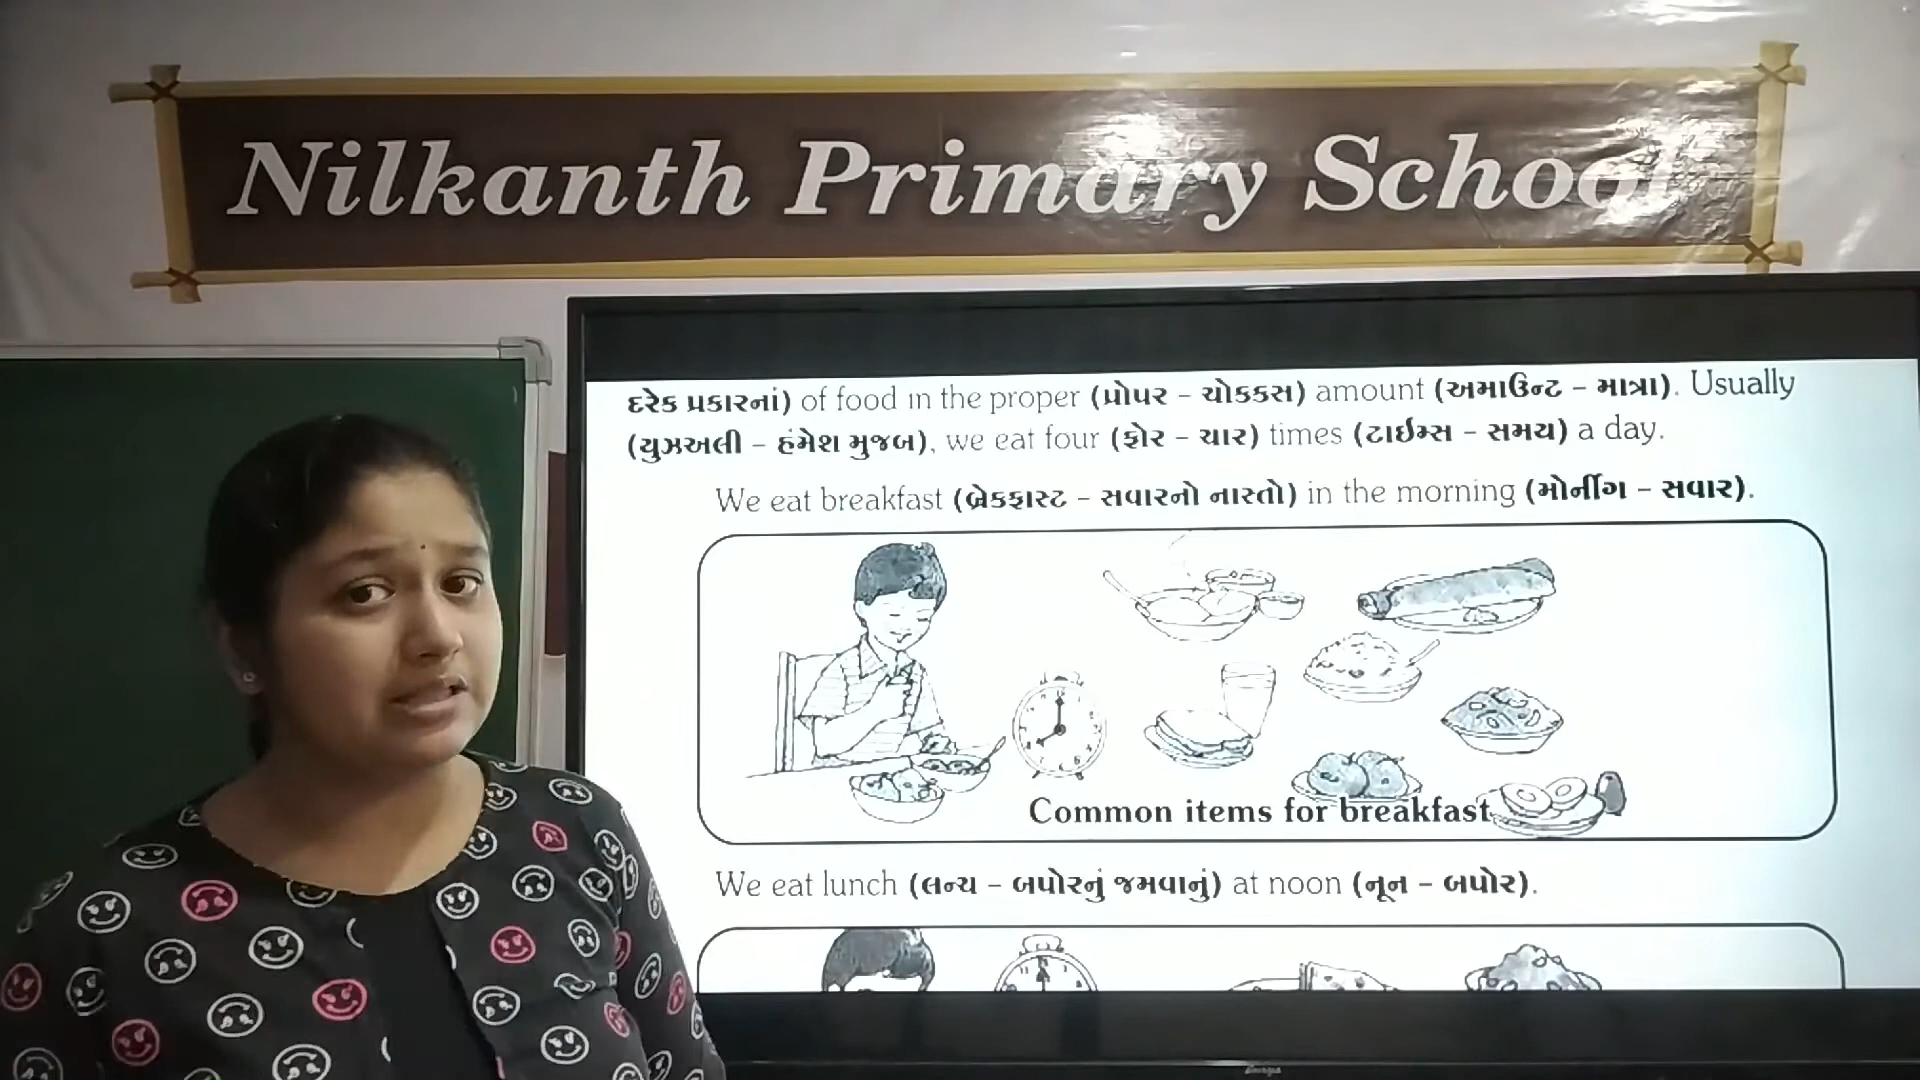 Nilkanth Primary School
દરેક પ્રકારનાં) of food in the proper (પ્રોપર – ચોક્કસ) amount (અમાઉન્ટ – માત્રા). Usually
(યુઝઅલી – હંમેશ મુજબ), we eat four (ફોર – ચાર) times (ટાઇમ્સ – સમય) a day.
We eat breakfast (બ્રેકફાસ્ટ – સવારનો નાસ્તો) in the morning (મોર્નીંગ – સવાર).
Common items for breakfast
We eat lunch (લન્ચ – બપોરનું જમવાનું) at noon (નૂન – બપોર).